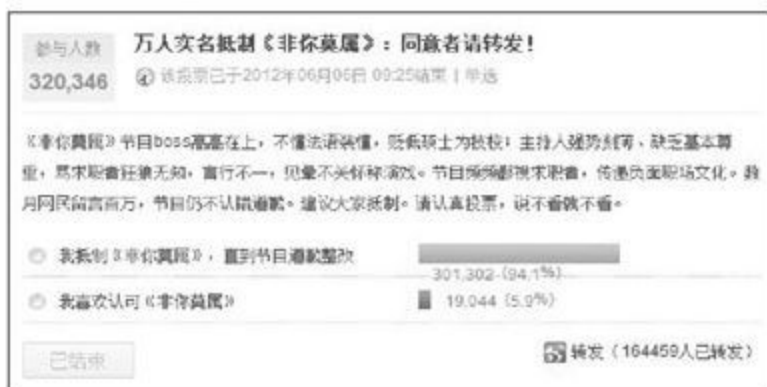 参与人数
320,346
万人实名抵制《非你莫属》：同意者请转发！
该投票已于2012年06月06日 09:25结束 | 单选
《非你莫属》节目boss高高在上，不懂法语装懂，贬低硕士为技校；主持人强势刻薄、缺乏基本尊
重，骂求职者狂狼无知，言行不一，见晕不关怀称演戏。节目频频鄙视求职者，传递负面职场文化。数
月网民留言百万，节目仍不认错道歉。建议大家抵制。请认真投票，说不看就不看。
我抵制《非你莫属》，直到节目道歉整改
301,302 (94.1%)
我喜欢认可《非你莫属》
19,044 (5.9%)
已结束
转发（164459人已转发）